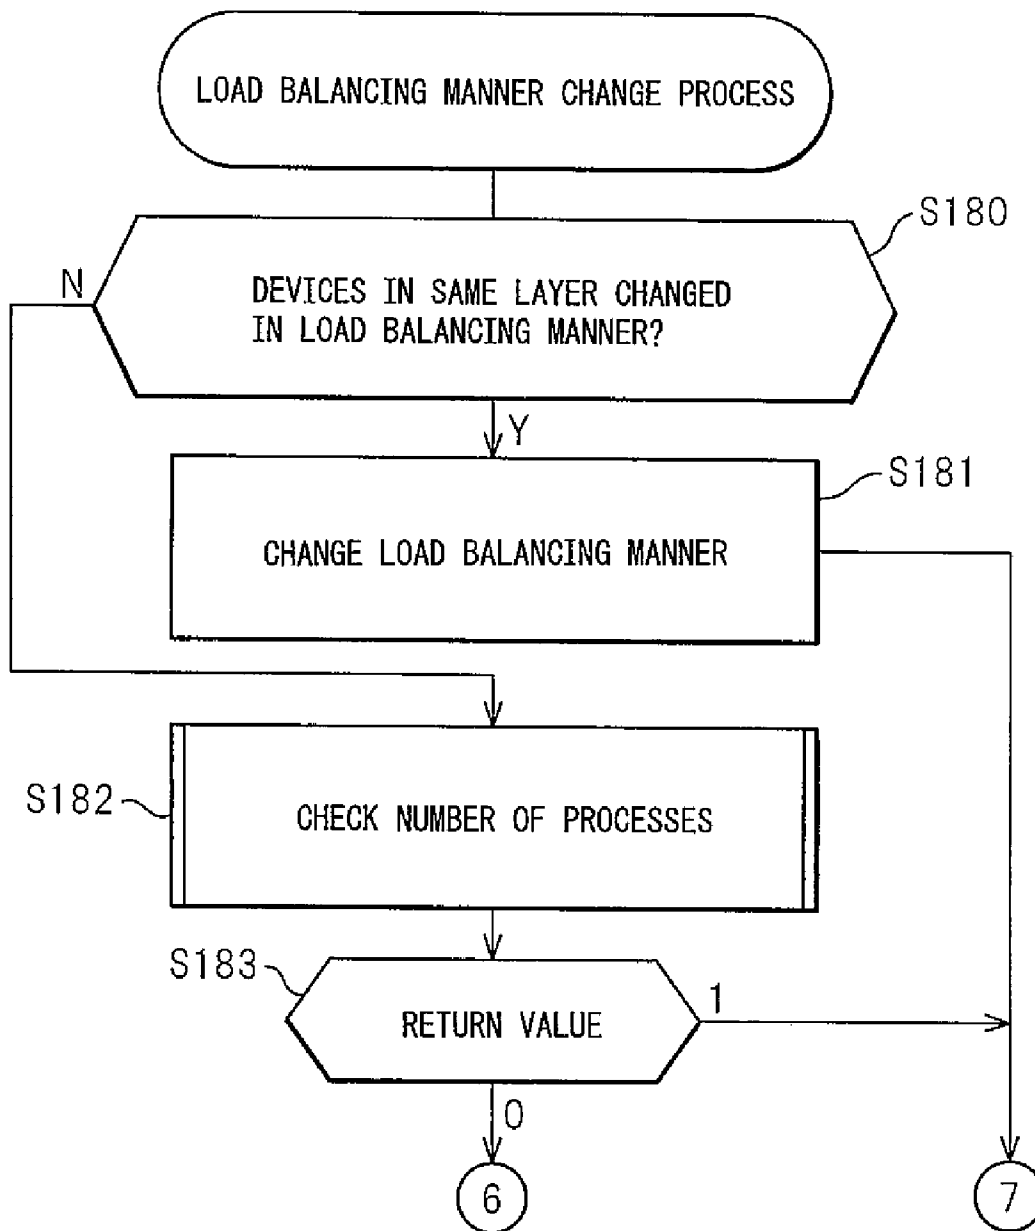 LOAD BALANCING MANNER CHANGE PROCESS
S180
N
DEVICES IN SAME LAYER CHANGED
IN LOAD BALANCING MANNER?
Y
S181
CHANGE LOAD BALANCING MANNER
S182
CHECK NUMBER OF PROCESSES
S183
RETURN VALUE
1
0
6
7